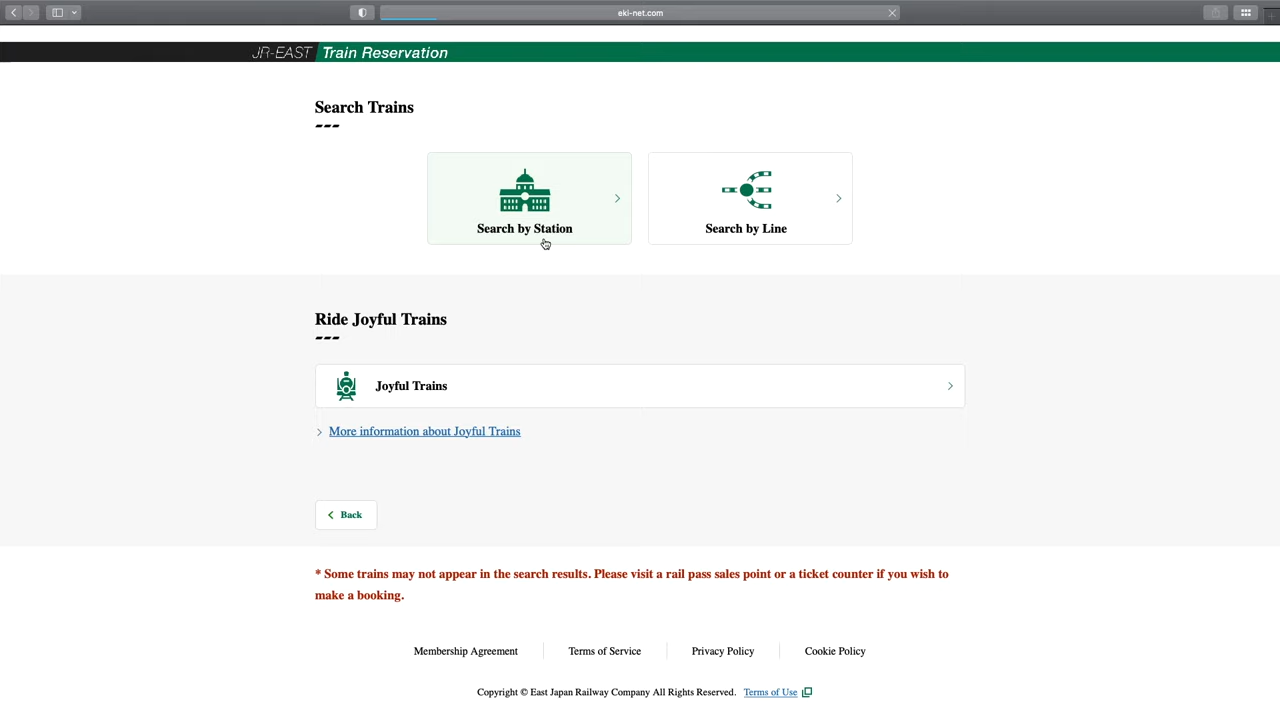 eki-net.com
JR-EAST Train Reservation
Search Trains
Search by Station
Search by Line
Ride Joyful Trains
Joyful Trains
More information about Joyful Trains
Back
* Some trains may not appear in the search results. Please visit a rail pass sales point or a ticket counter if you wish to
make a booking.
Membership Agreement
Terms of Service
Privacy Policy
Cookie Policy
Copyright © East Japan Railway Company All Rights Reserved. Terms of Use